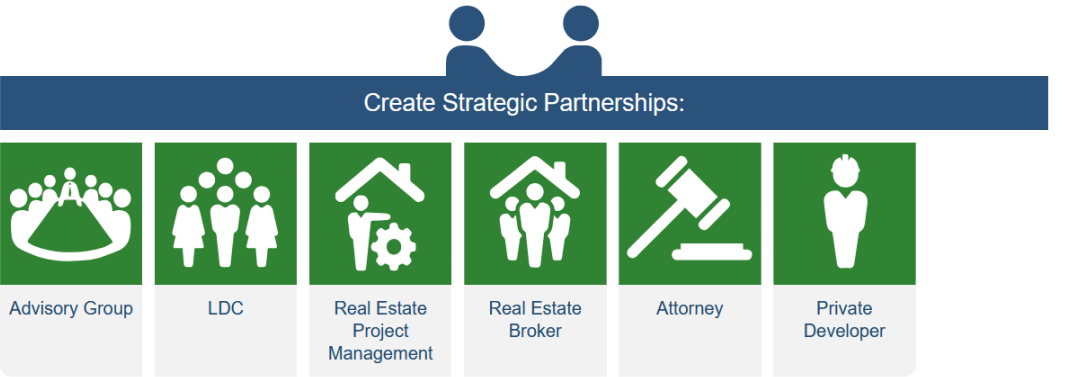 Create Strategic Partnerships:
Advisory Group
LDC
Real Estate
Project
Management
Real Estate
Broker
Attorney
Private
Developer